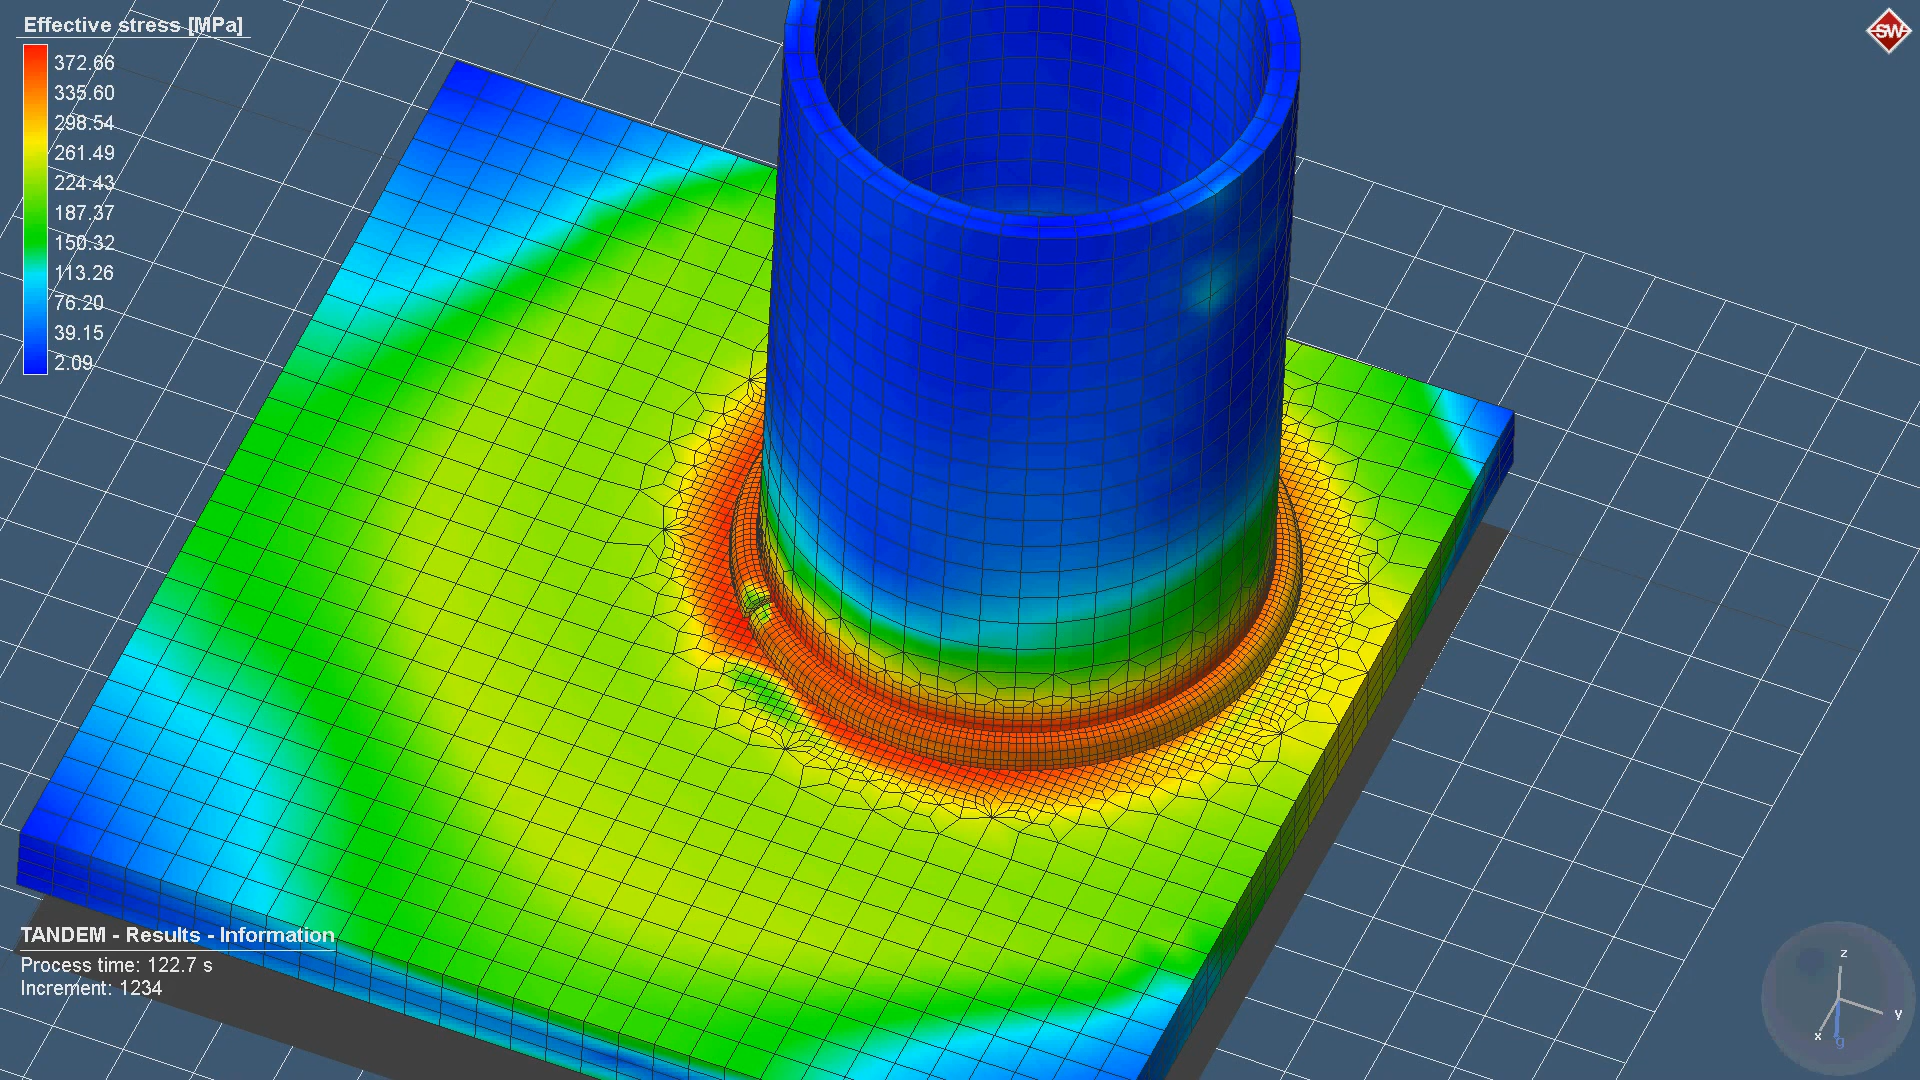 Effective stress [MPa]
372.66
335.60
298.54
261.49
224.43
187.37
150.32
113.26
76.20
39.15
2.09
SW
TANDEM - Results - Information
Process time: 122.7 s
Increment: 1234
z
y
x
g